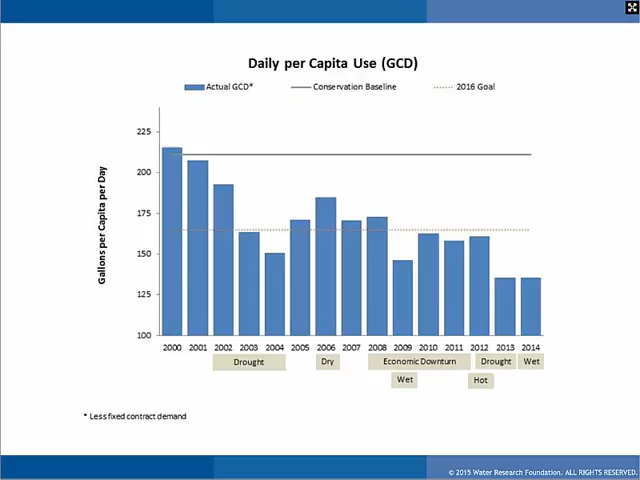 Daily per Capita Use (GCD)
Actual GCD*
Conservation Baseline
2016 Goal
Gallons per Capita per Day
225
200
175
150
125
100
2000 2001 2002 2003 2004 2005 2006 2007 2008 2009 2010 2011 2012 2013 2014
Drought Dry Economic Downturn Drought Wet
Wet Hot
* Less fixed contract demand
© 2015 Water Research Foundation. ALL RIGHTS RESERVED.